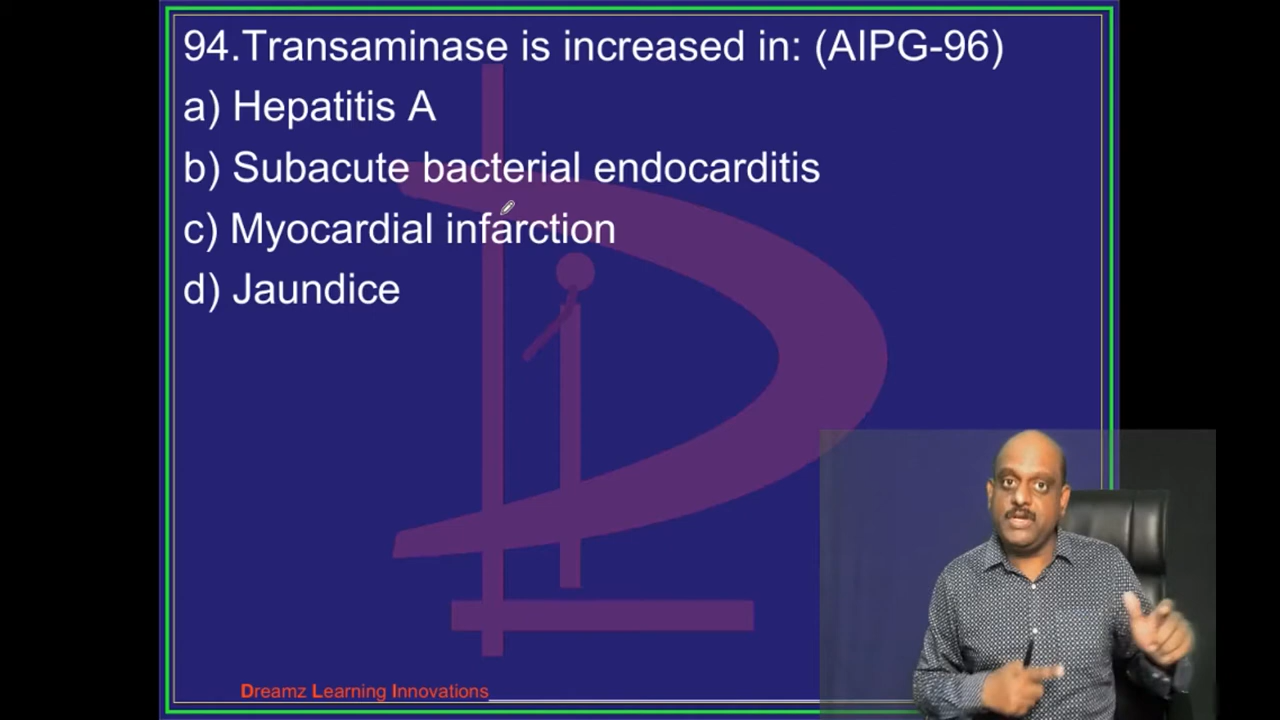 94.Transaminase is increased in: (AIPG-96)
a) Hepatitis A
b) Subacute bacterial endocarditis
c) Myocardial infarction
d) Jaundice
Dreamz Learning Innovations